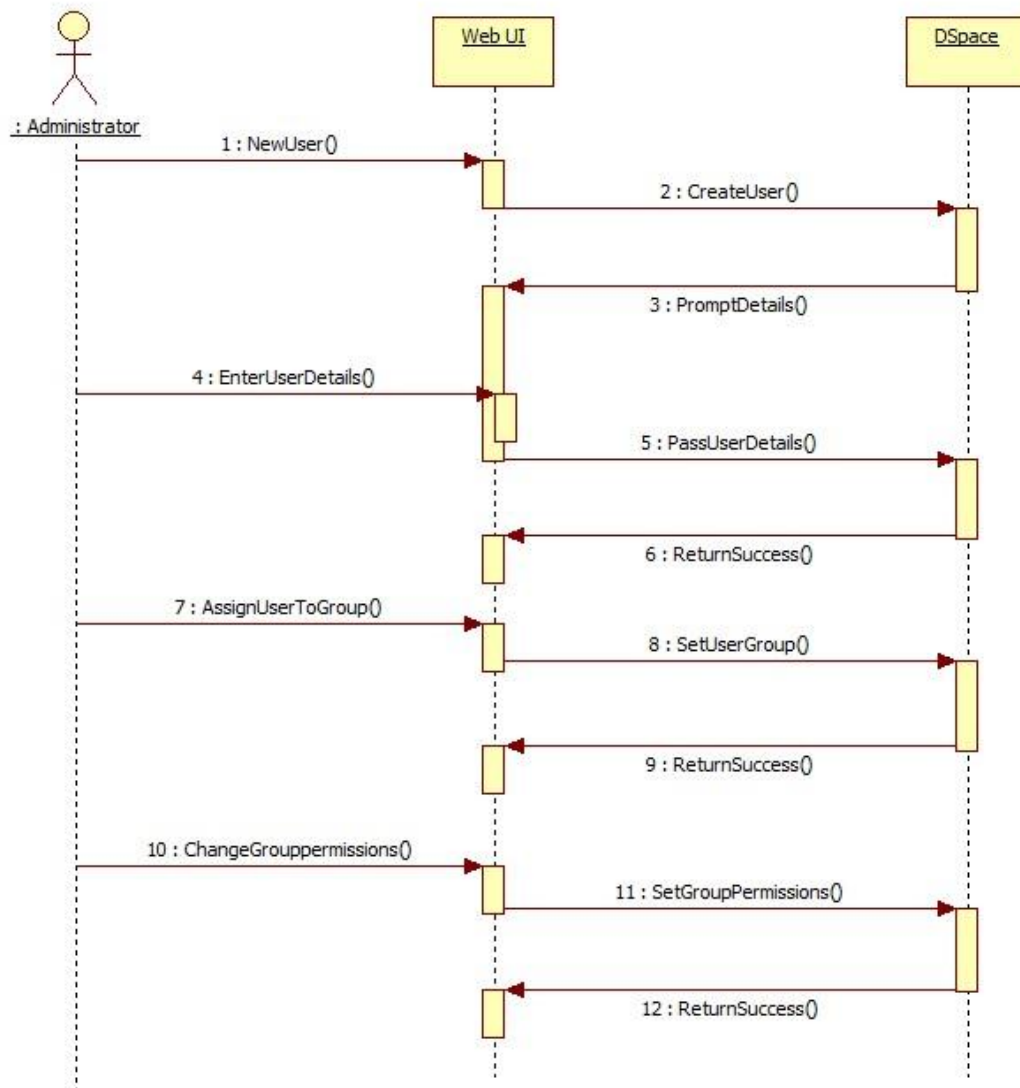 Web UI
DSpace
: Administrator
1 : NewUser()
2 : CreateUser()
3 : PromptDetails()
4 : EnterUserDetails()
5 : PassUserDetails()
6 : ReturnSuccess()
7 : AssignUserToGroup()
8 : SetUserGroup()
9 : ReturnSuccess()
10 : ChangeGrouppermissions()
11 : SetGroupPermissions()
12 : ReturnSuccess()